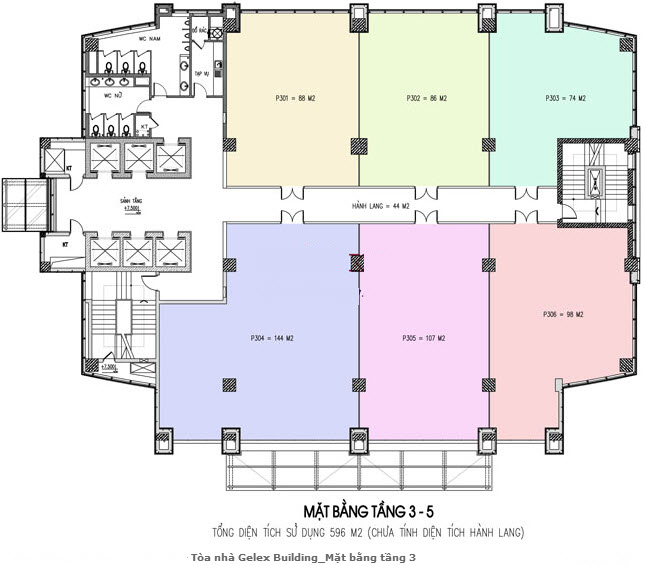 WC NAM
ĐỔ RÁC
TẠP VỤ
WC NỮ
KT
KT
SẢNH TẦNG
+7.500
KT
P301 = 88 M2
P302 = 86 M2
P303 = 74 M2
HÀNH LANG = 44 M2
P304 = 144 M2
P305 = 107 M2
P306 = 98 M2
+7.500
MẶT BẰNG TẦNG 3 - 5
TỔNG DIỆN TÍCH SỬ DỤNG 596 M2 (CHƯA TÍNH DIỆN TÍCH HÀNH LANG)
Tòa nhà Gelex Building_Mặt bằng tầng 3